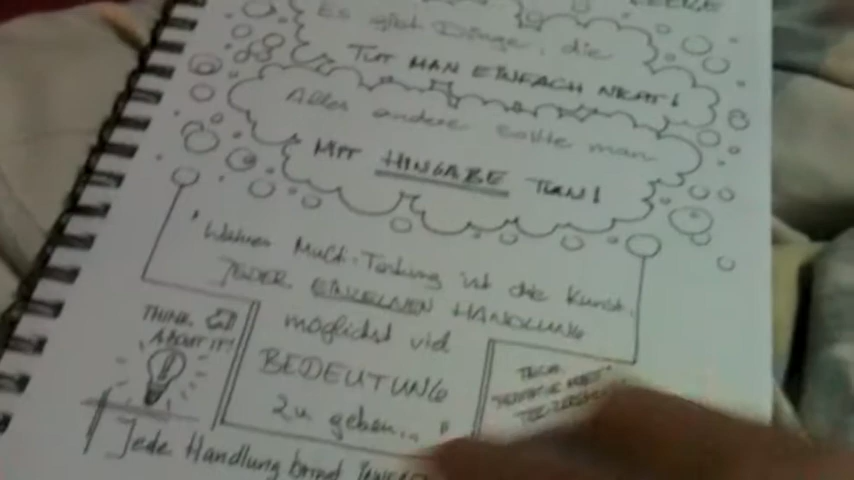 Es gibt Dinge, die
TUT MAN EINFACH NICHT!
Alles andere sollte man
MIT HINGABE TUN!
"Wahres Multi-Tasking ist die Kunst,
JEDER EINZELNEN HANDLUNG
möglichst viel
BEDEUTUNG
zu geben..."
THINK
ABOUT IT!
Jede Handlung